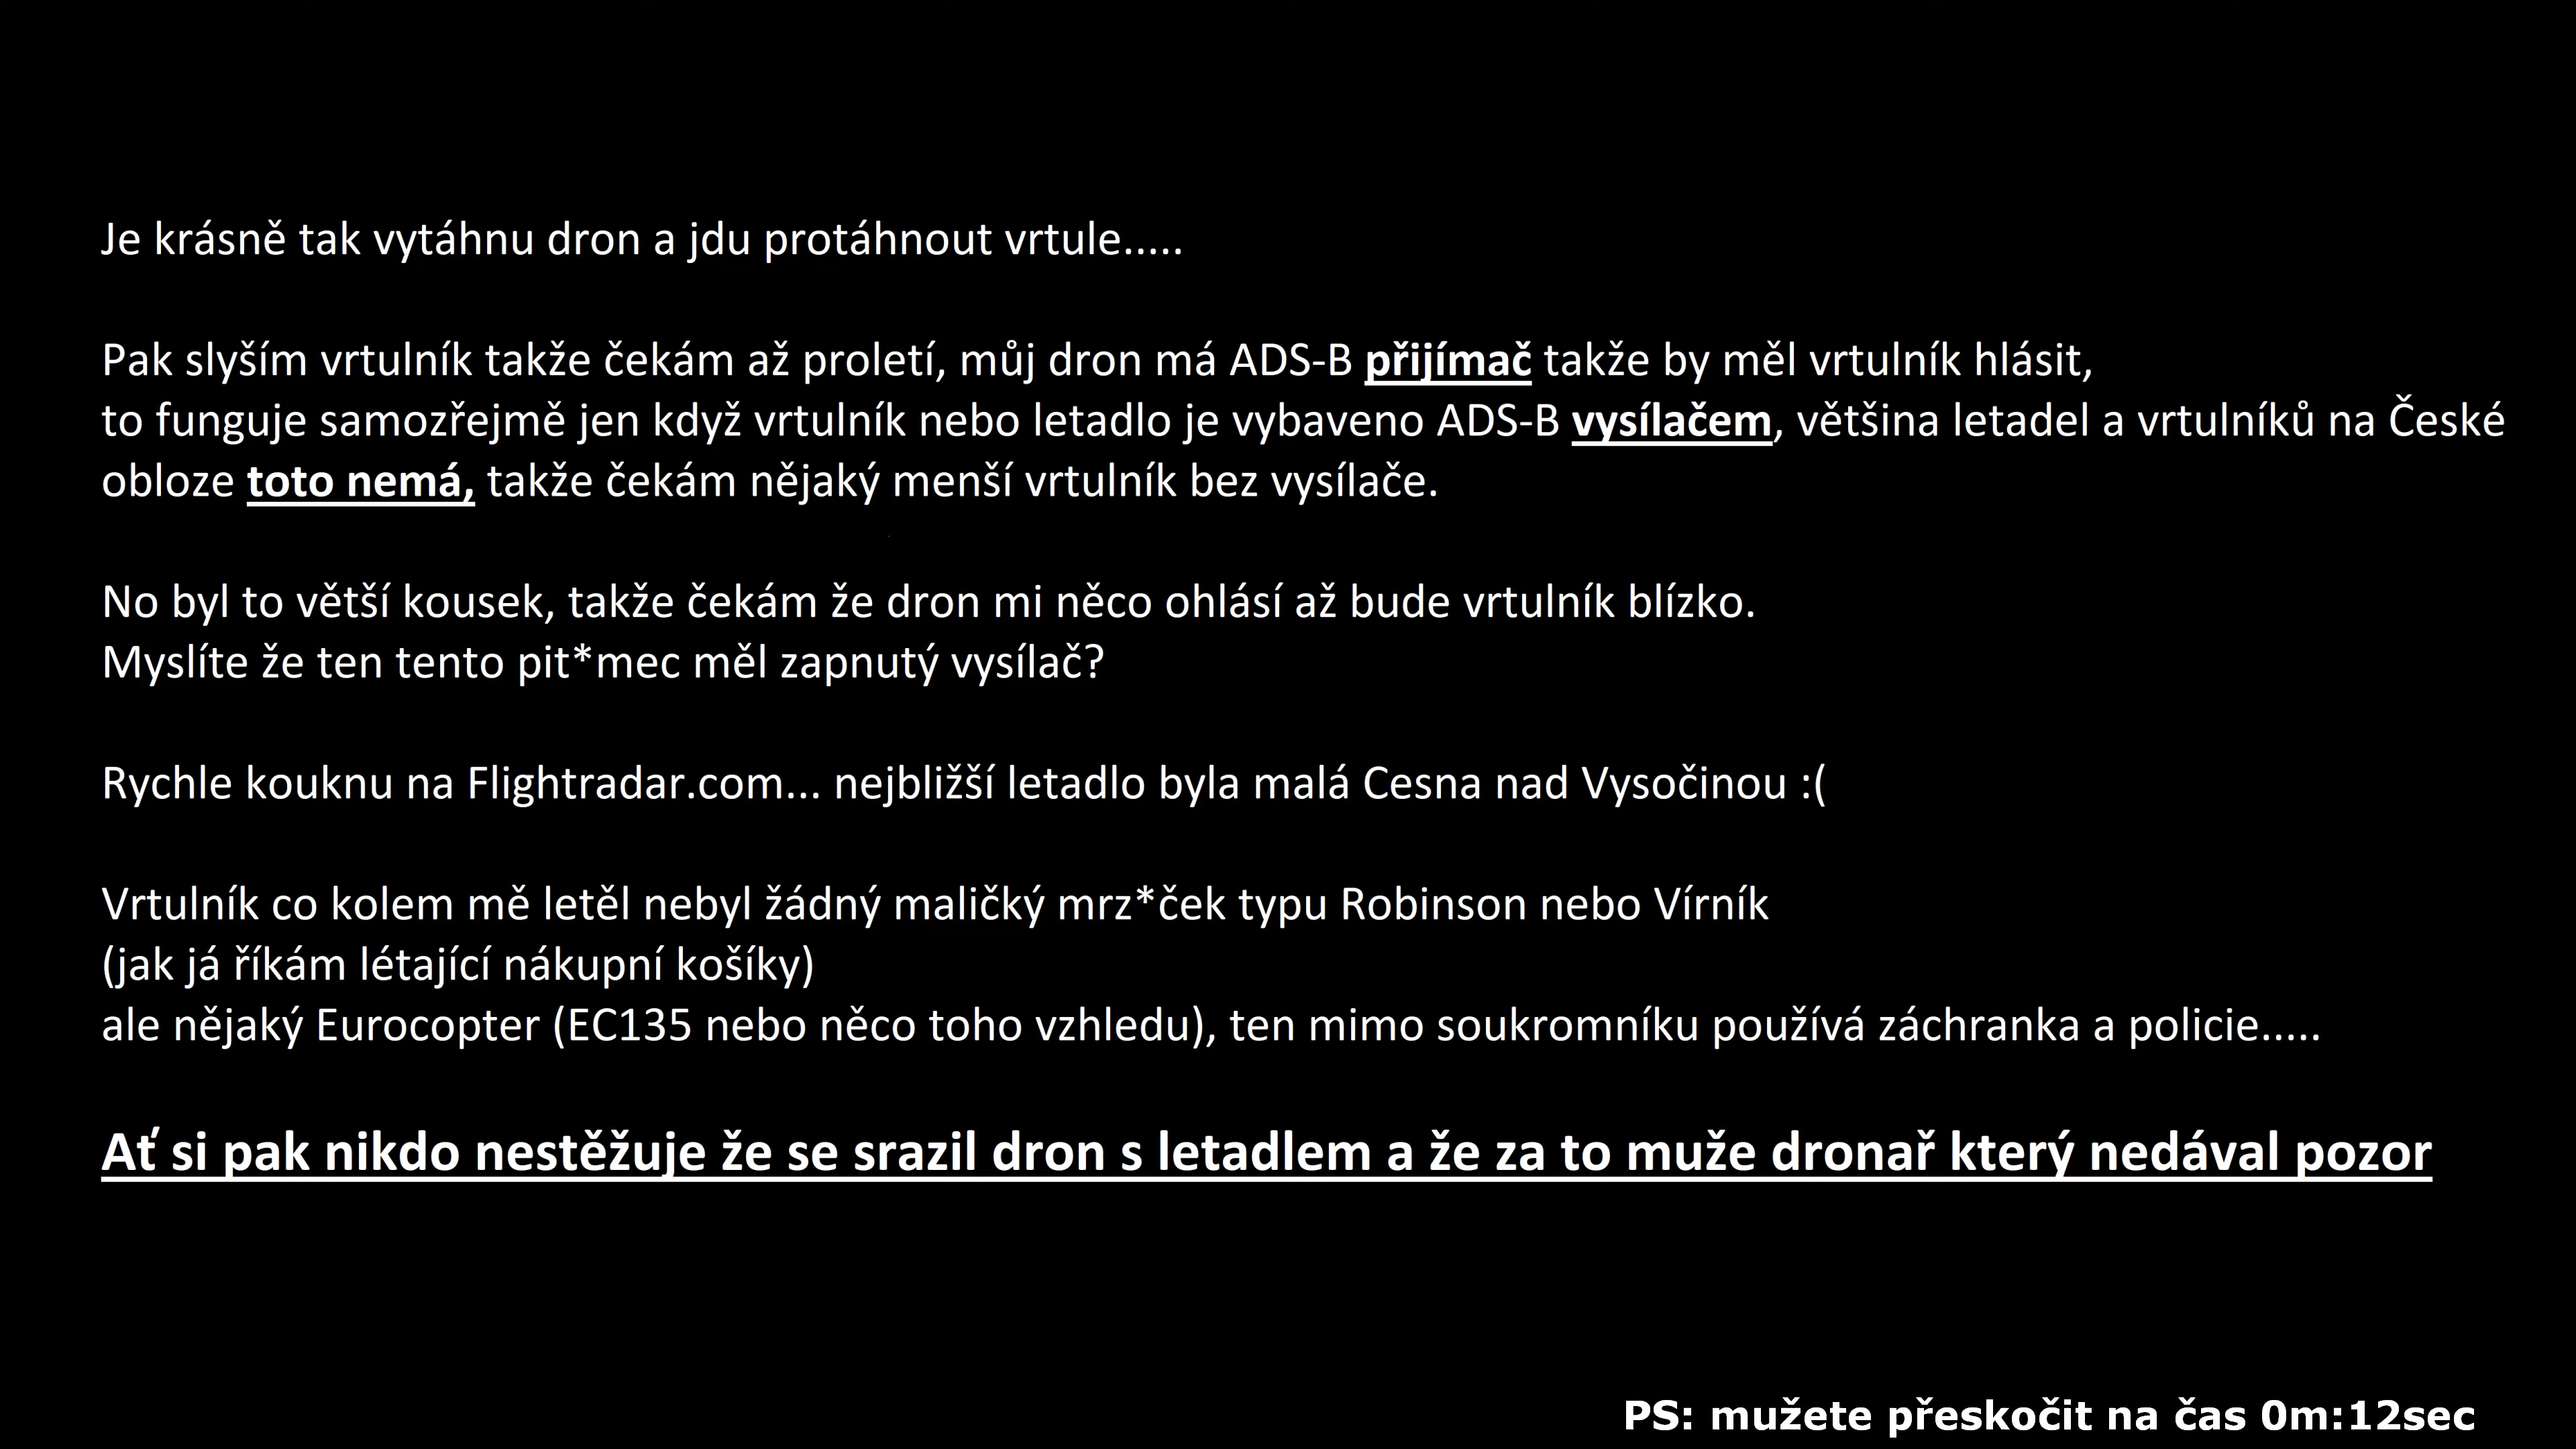 Je krásně tak vytáhnu dron a jdu protáhnout vrtule.....
Pak slyším vrtulník takže čekám až proletí, můj dron má ADS-B přijímač takže by měl vrtulník hlásit,
to funguje samozřejmě jen když vrtulník nebo letadlo je vybaveno ADS-B vysílačem, většina letadel a vrtulníků na České
obloze toto nemá, takže čekám nějaký menší vrtulník bez vysílače.
No byl to větší kousek, takže čekám že dron mi něco ohlásí až bude vrtulník blízko.
Myslíte že ten tento pit*mec měl zapnutý vysílač?
Rychle kouknu na Flightradar.com... nejbližší letadlo byla malá Cesna nad Vysočinou :(
Vrtulník co kolem mě letěl nebyl žádný maličký mrz*ček typu Robinson nebo Vírník
(jak já říkám létající nákupní košíky)
ale nějaký Eurocopter (EC135 nebo něco toho vzhledu), ten mimo soukromníku používá záchranka a policie.....
Ať si pak nikdo nestěžuje že se srazil dron s letadlem a že za to muže dronař který nedával pozor
PS: mužete přeskočit na čas 0m:12sec